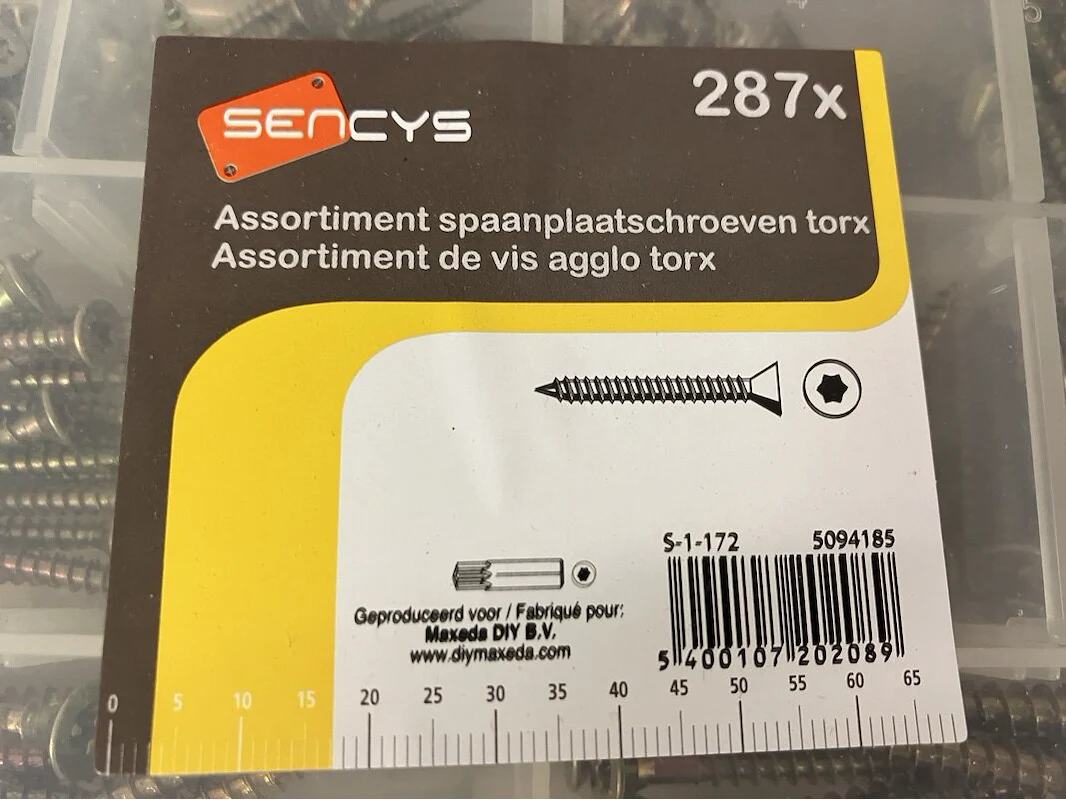 SENCYS
287x
Assortiment spaanplaatschroeven torx
Assortiment de vis agglo torx
S-1-172 5094185
Geproduceerd voor / Fabriqué pour:
Maxeda DIY B.V.
www.diymaxeda.com
5 400107 202089
0 5 10 15 20 25 30 35 40 45 50 55 60 65